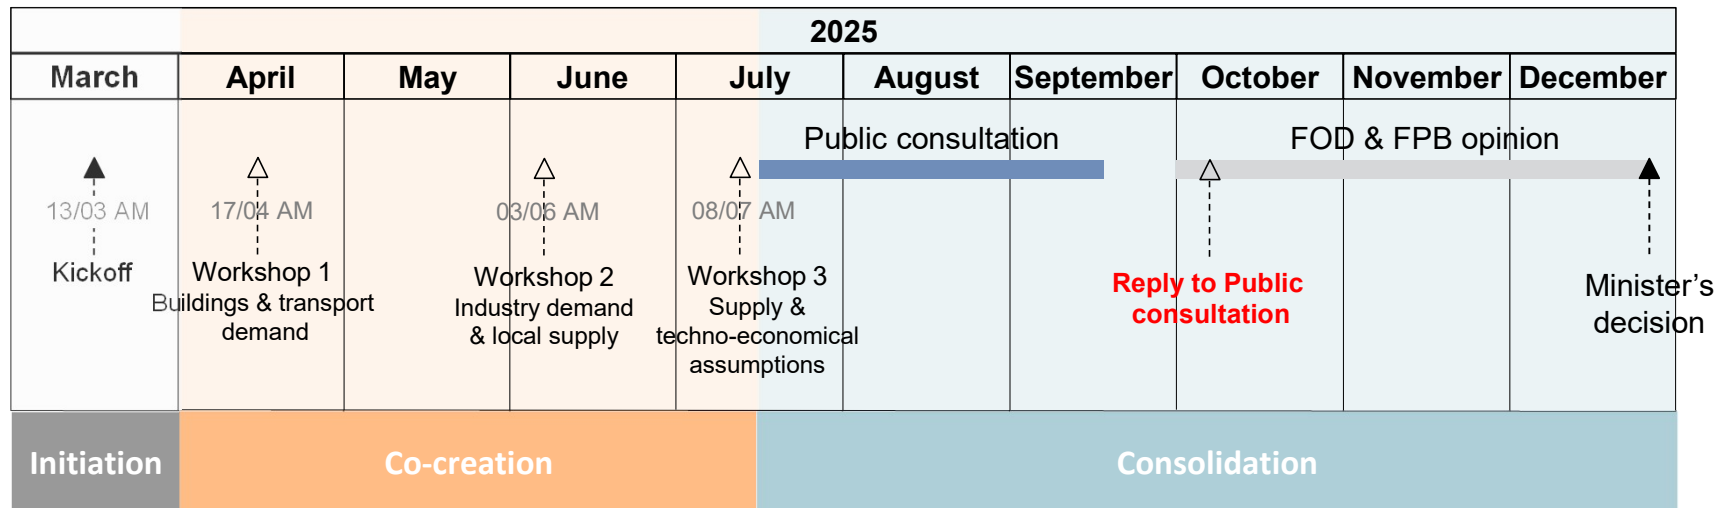 2025
March April May June July August September October November December
Public consultation FOD & FPB opinion
13/03 AM 17/04 AM 03/06 AM 08/07 AM
Kickoff
Workshop 1
Buildings & transport
demand
Workshop 2
Industry demand
& local supply
Workshop 3
Supply &
techno-economical
assumptions
Reply to Public
consultation
Minister's
decision
Initiation Co-creation Consolidation